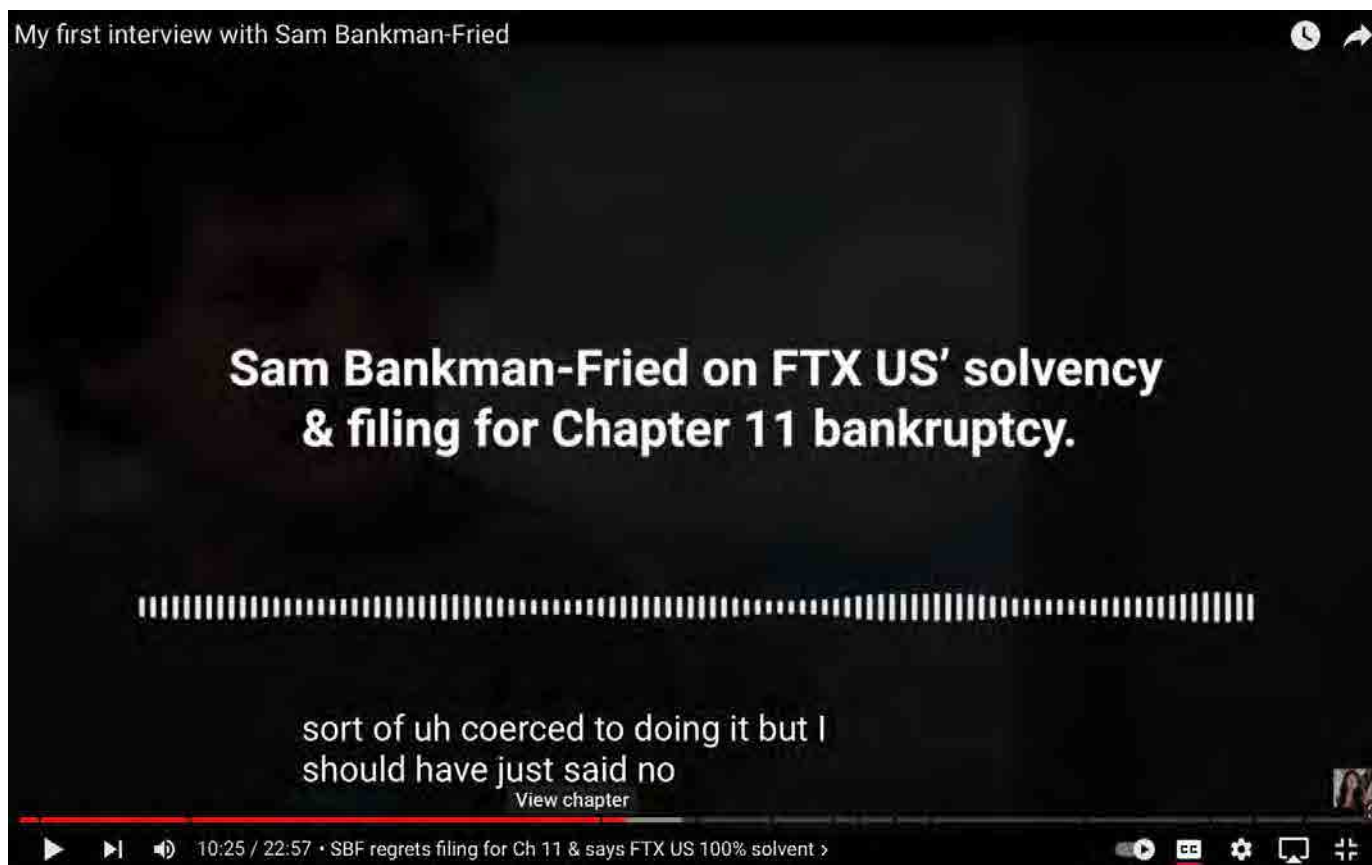 My first interview with Sam Bankman-Fried
Sam Bankman-Fried on FTX US’ solvency
& filing for Chapter 11 bankruptcy.
sort of uh coerced to doing it but I
should have just said no
View chapter
10:25 / 22:57 • SBF regrets filing for Ch 11 & says FTX US 100% solvent >
CC